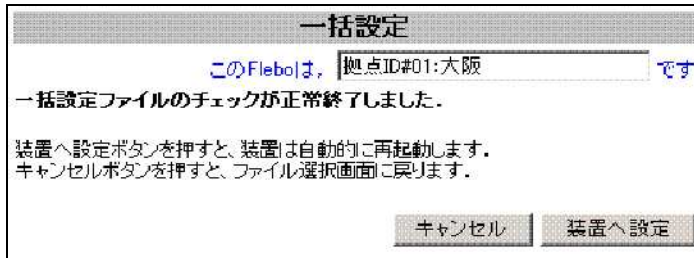 一括設定
このFleboは, 拠点ID#01:大阪 です
一括設定ファイルのチェックが正常終了しました.
装置へ設定ボタンを押すと、装置は自動的に再起動します.
キャンセルボタンを押すと、ファイル選択画面に戻ります.
キャンセル 装置へ設定